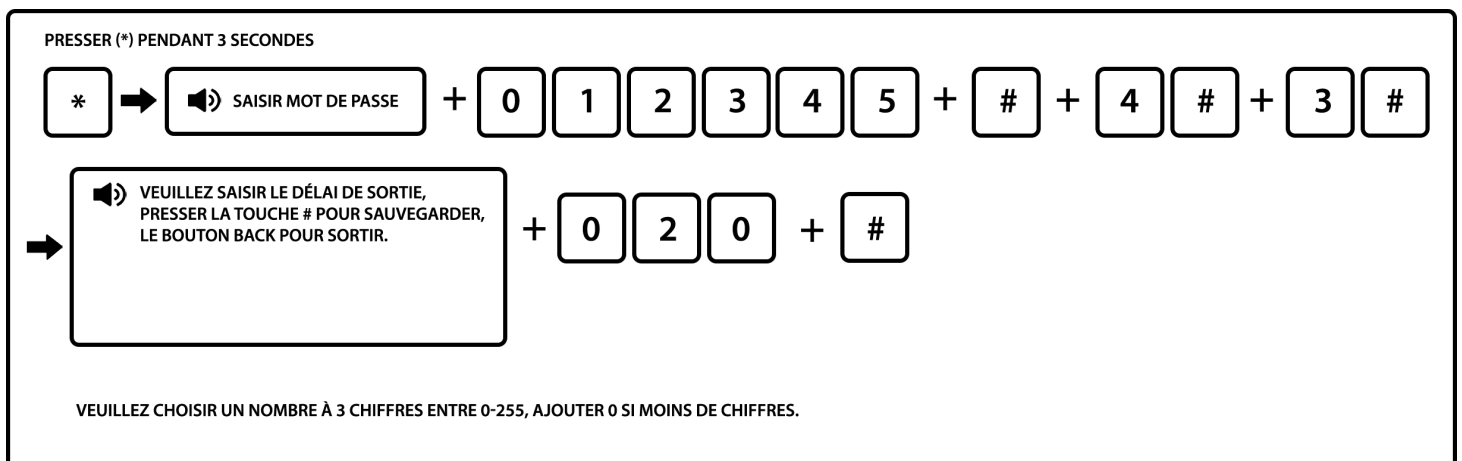 PRESSER (*) PENDANT 3 SECONDES
* SAISIR MOT DE PASSE + 0 1 2 3 4 5 + # + 4 # + 3 #
VEUILLEZ SAISIR LE DÉLAI DE SORTIE,
PRESSER LA TOUCHE # POUR SAUVEGARDER,
LE BOUTON BACK POUR SORTIR.
+ 0 2 0 + #
VEUILLEZ CHOISIR UN NOMBRE À 3 CHIFFRES ENTRE 0-255, AJOUTER 0 SI MOINS DE CHIFFRES.